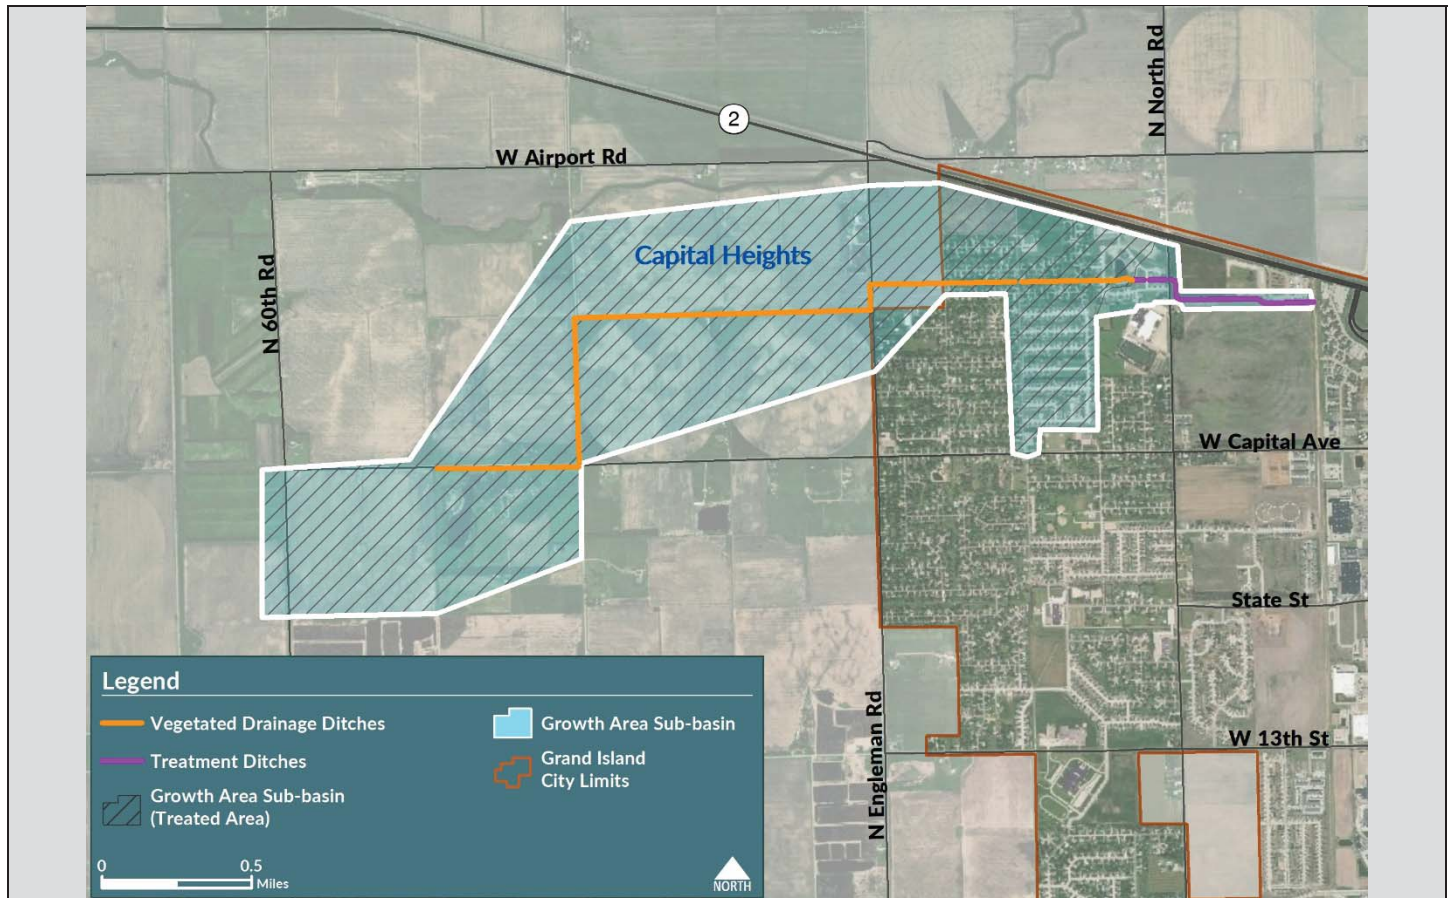 N North Rd
2
W Airport Rd
Capital Heights
N 60th Rd
W Capital Ave
State St
W 13th St
N Engleman Rd
Legend
Vegetated Drainage Ditches
Treatment Ditches
Growth Area Sub-basin
(Treated Area)
Growth Area Sub-basin
Grand Island
City Limits
0 0.5
Miles
NORTH